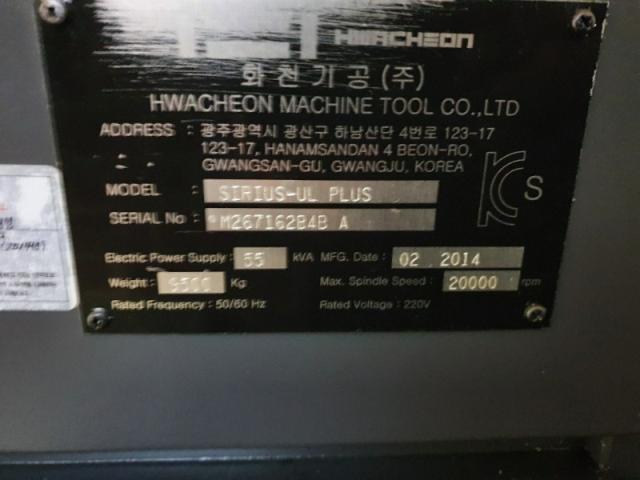 HWACHEON
화천기공(주)
HWACHEON MACHINE TOOL CO.,LTD
ADDRESS : 광주광역시 광산구 하남산단 4번로 123-17
123-17, HANAMSANDAN 4 BEON-RO,
GWANGSAN-GU, GWANGJU, KOREA
MODEL : SIRIUS-UL PLUS
SERIAL No : M267162B4B A
Electric Power Supply : 55 kVA MFG. Date : 02 . 2014
Weight : Kg Max. Spindle Speed : 20000 rpm
Rated Frequency : 50/60 Hz Rated Voltage : 220V
S